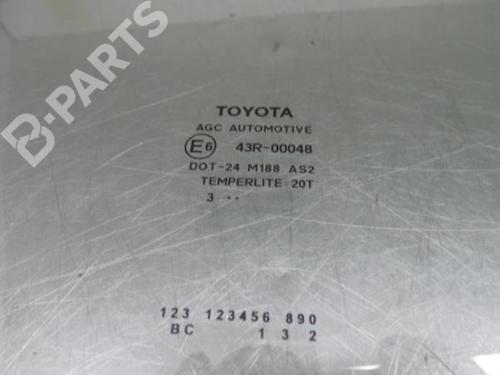 B-PARTS
TOYOTA
AGC AUTOMOTIVE
E6 43R-00048
DOT-24 M188 AS2
TEMPERLITE 20T
3 ··
123 123456 890
BC 1 3 2